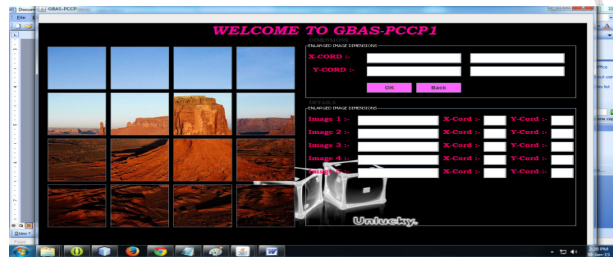 GBAS-PCCP
WELCOME TO GBAS-PCCP1
ENLARGED IMAGE DIMENSIONS
X-CORD :-
Y-CORD :-
OK Back
DETAILS
ENLARGED IMAGE DIMENSIONS
Image 1 :- X-Cord :- Y-Cord :-
Image 2 :- X-Cord :- Y-Cord :-
Image 3 :- X-Cord :- Y-Cord :-
Image 4 :- X-Cord :- Y-Cord :-
X-Cord :- Y-Cord :-
Unlucky.